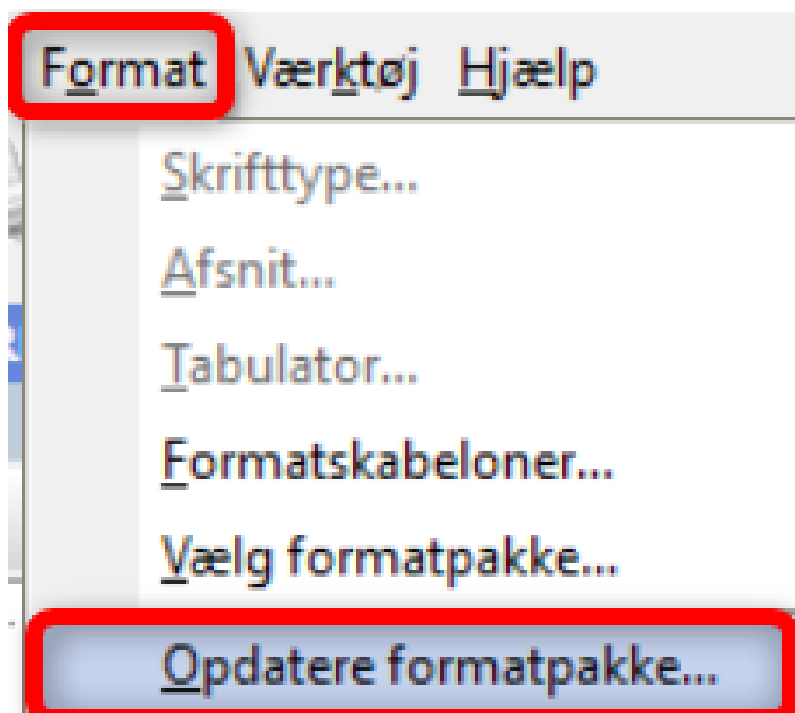 Format Værktøj Hjælp
Skrifttype...
Afsnit...
Tabulator...
Formatskabeloner...
Vælg formatpakke...
Opdatere formatpakke...